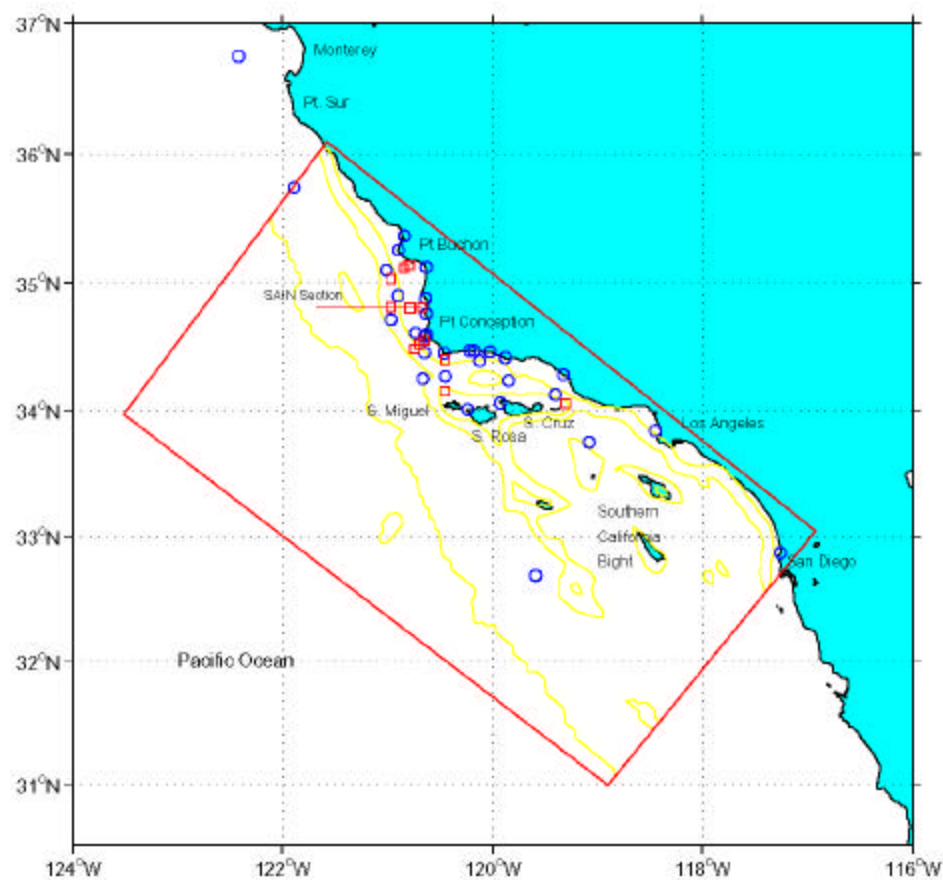 37°N
Monterey
Pt. Sur
36°N
Pt Buchon
35°N
SAIN Section
Pt Conception
34°N
S. Miguel
S. Cruz
S. Rosa
Los Angeles
Southern
California
Bight
33°N
San Diego
32°N
Pacific Ocean
31°N
124°W
122°W
120°W
118°W
116°W